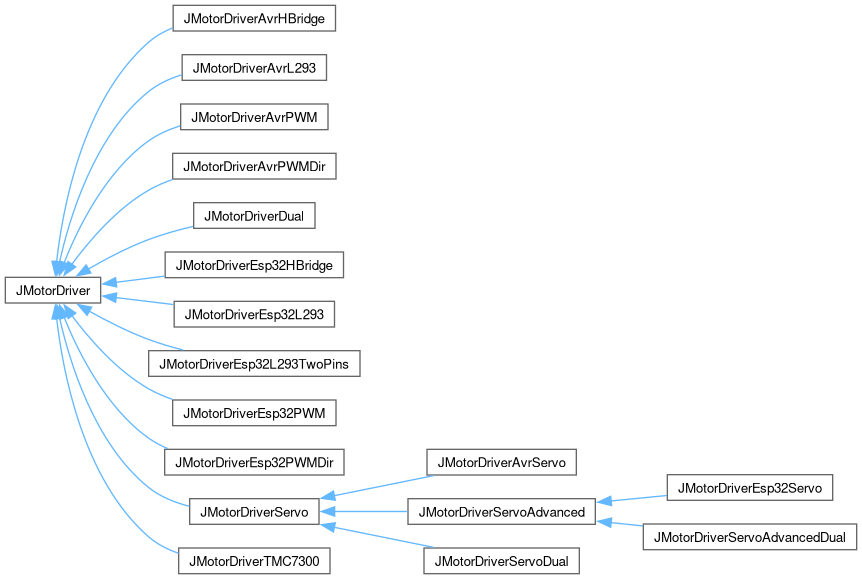 JMotorDriverAvrHBridge
JMotorDriverAvrL293
JMotorDriverAvrPWM
JMotorDriverAvrPWMDir
JMotorDriverDual
JMotorDriverEsp32HBridge
JMotorDriver
JMotorDriverEsp32L293
JMotorDriverEsp32L293TwoPins
JMotorDriverEsp32PWM
JMotorDriverEsp32PWMDir
JMotorDriverAvrServo
JMotorDriverEsp32Servo
JMotorDriverServo
JMotorDriverServoAdvanced
JMotorDriverServoAdvancedDual
JMotorDriverTMC7300
JMotorDriverServoDual